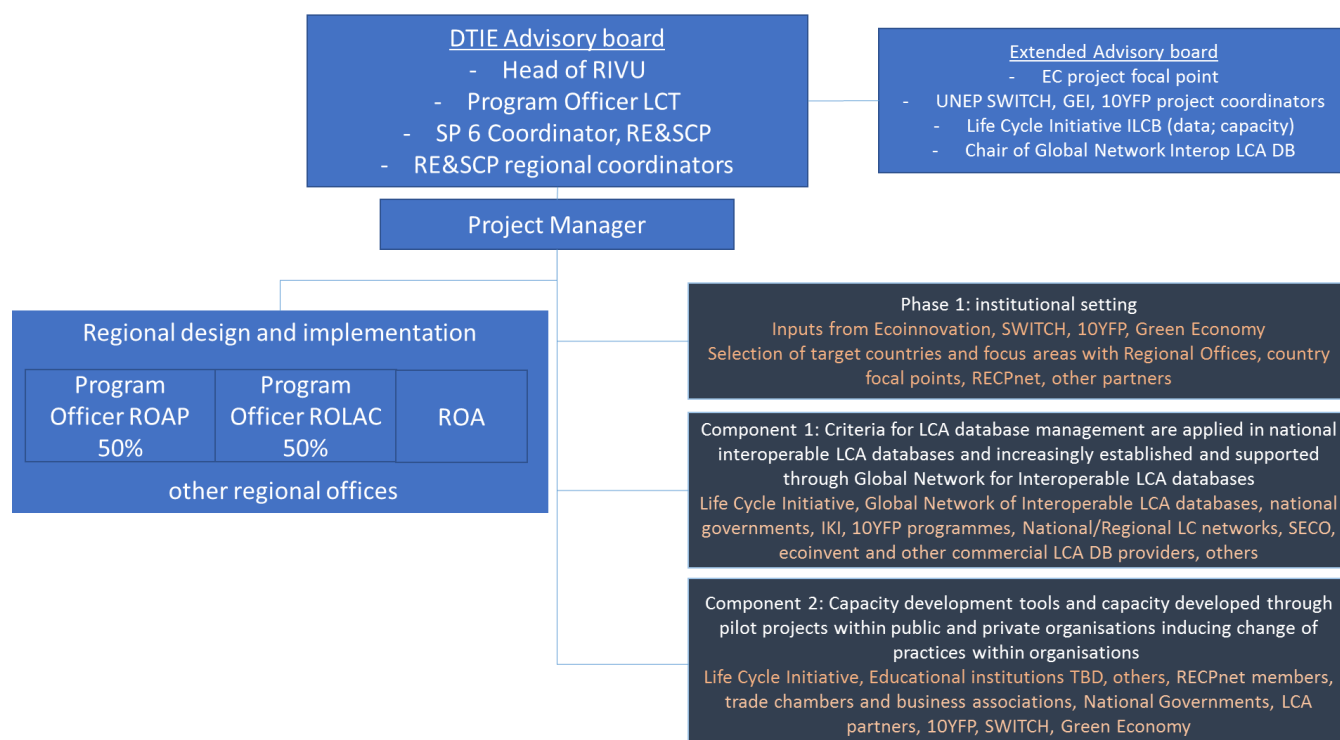 DTIE Advisory board
- Head of RIVU
- Program Officer LCT
- SP 6 Coordinator, RE&SCP
- RE&SCP regional coordinators
Extended Advisory board
- EC project focal point
- UNEP SWITCH, GEI, 10YFP project coordinators
- Life Cycle Initiative ILCB (data; capacity)
- Chair of Global Network Interop LCA DB
Project Manager
Regional design and implementation
Program
Officer ROAP
50%
Program
Officer ROLAC
50%
ROA
other regional offices
Phase 1: institutional setting
Inputs from Ecoinnovation, SWITCH, 10YFP, Green Economy
Selection of target countries and focus areas with Regional Offices, country
focal points, RECPnet, other partners
Component 1: Criteria for LCA database management are applied in national
interoperable LCA databases and increasingly established and supported
through Global Network for Interoperable LCA databases
Life Cycle Initiative, Global Network of Interoperable LCA databases, national
governments, IKI, 10YFP programmes, National/Regional LC networks, SECO,
ecoinvent and other commercial LCA DB providers, others
Component 2: Capacity development tools and capacity developed through
pilot projects within public and private organisations inducing change of
practices within organisations
Life Cycle Initiative, Educational institutions TBD, others, RECPnet members,
trade chambers and business associations, National Governments, LCA
partners, 10YFP, SWITCH, Green Economy